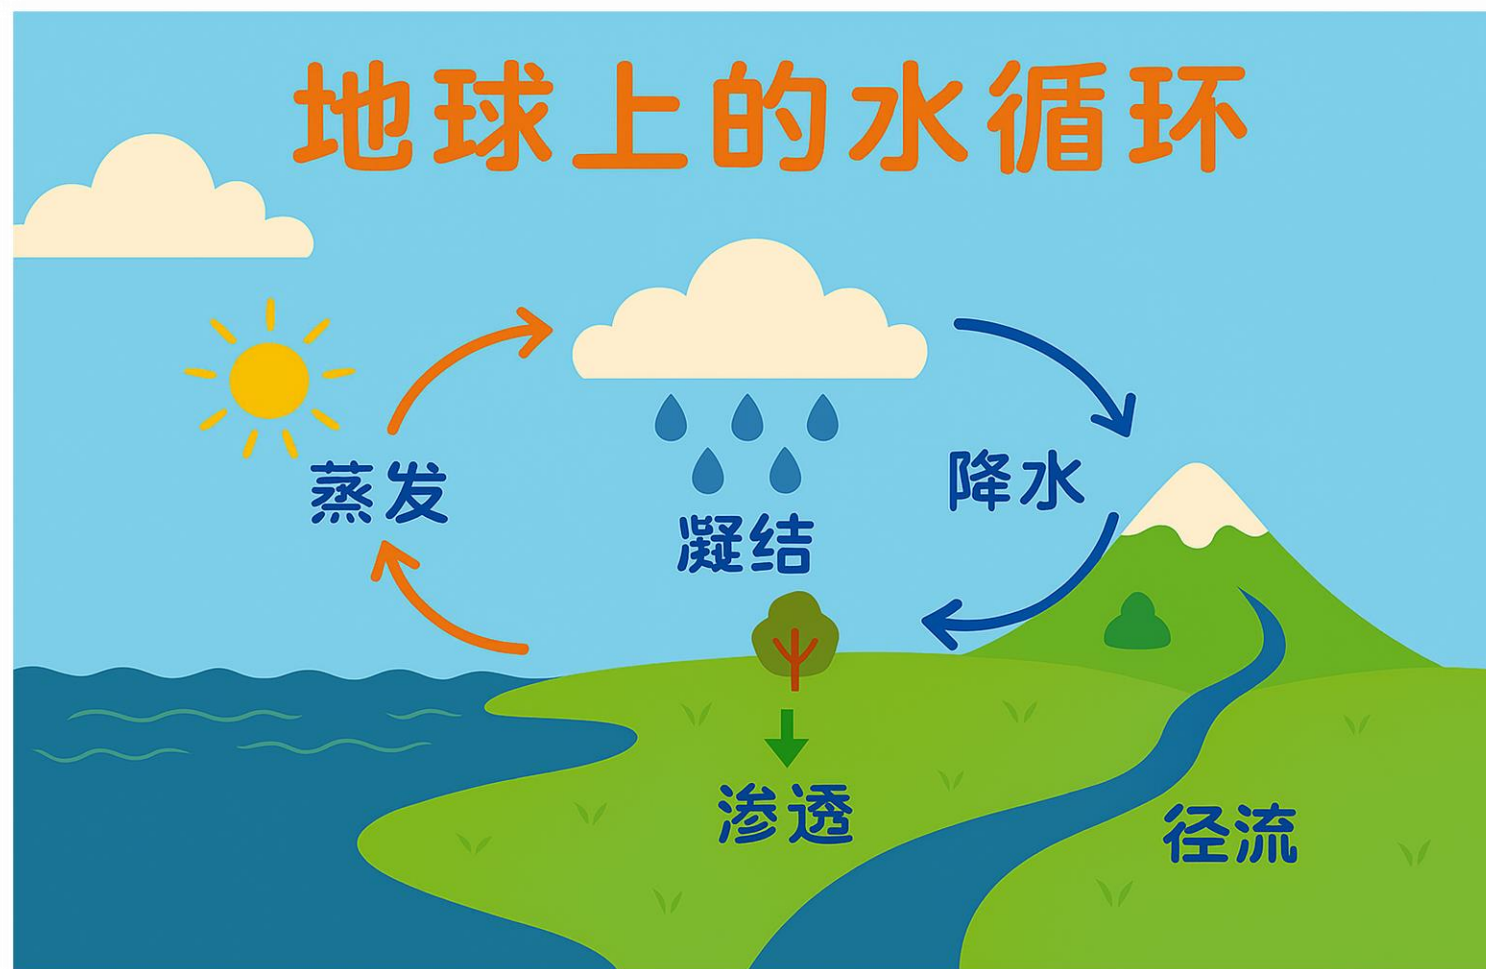 地球上的水循环
蒸发
降水
凝结
渗透
径流